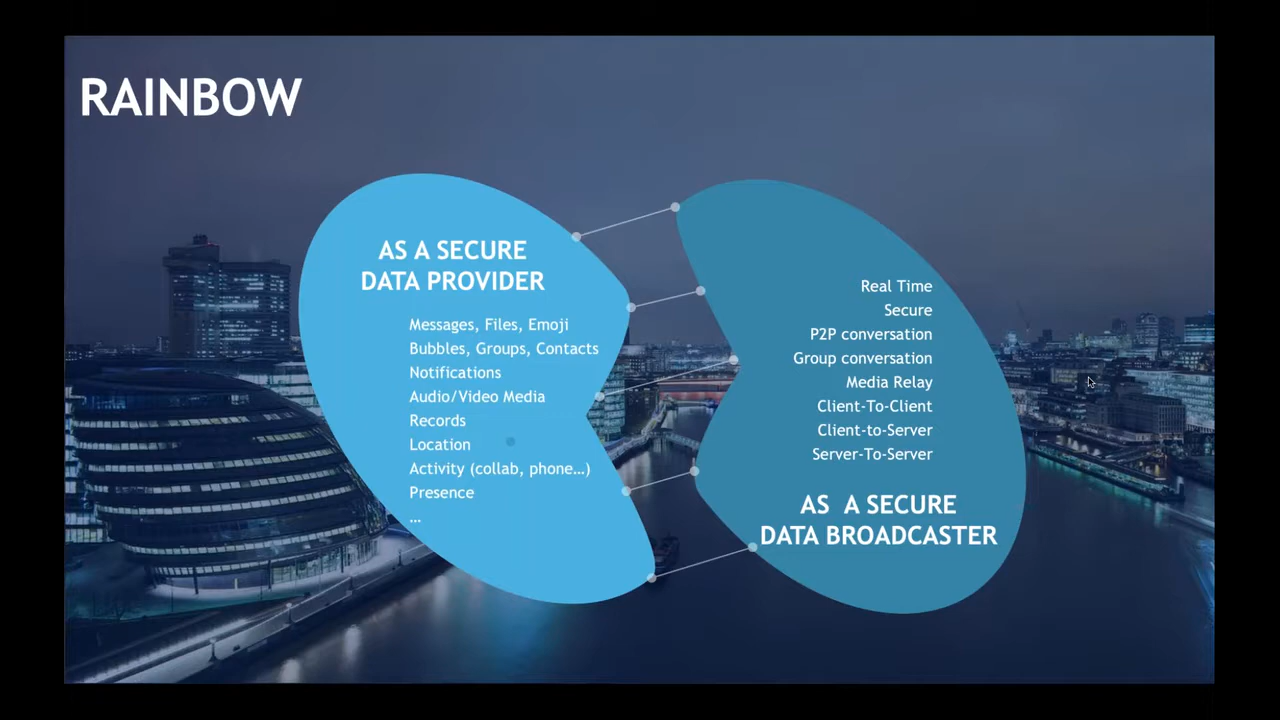 RAINBOW
AS A SECURE
DATA PROVIDER
Messages, Files, Emoji
Bubbles, Groups, Contacts
Notifications
Audio/Video Media
Records
Location
Activity (collab, phone…)
Presence
…
Real Time
Secure
P2P conversation
Group conversation
Media Relay
Client-To-Client
Client-to-Server
Server-To-Server
AS A SECURE
DATA BROADCASTER